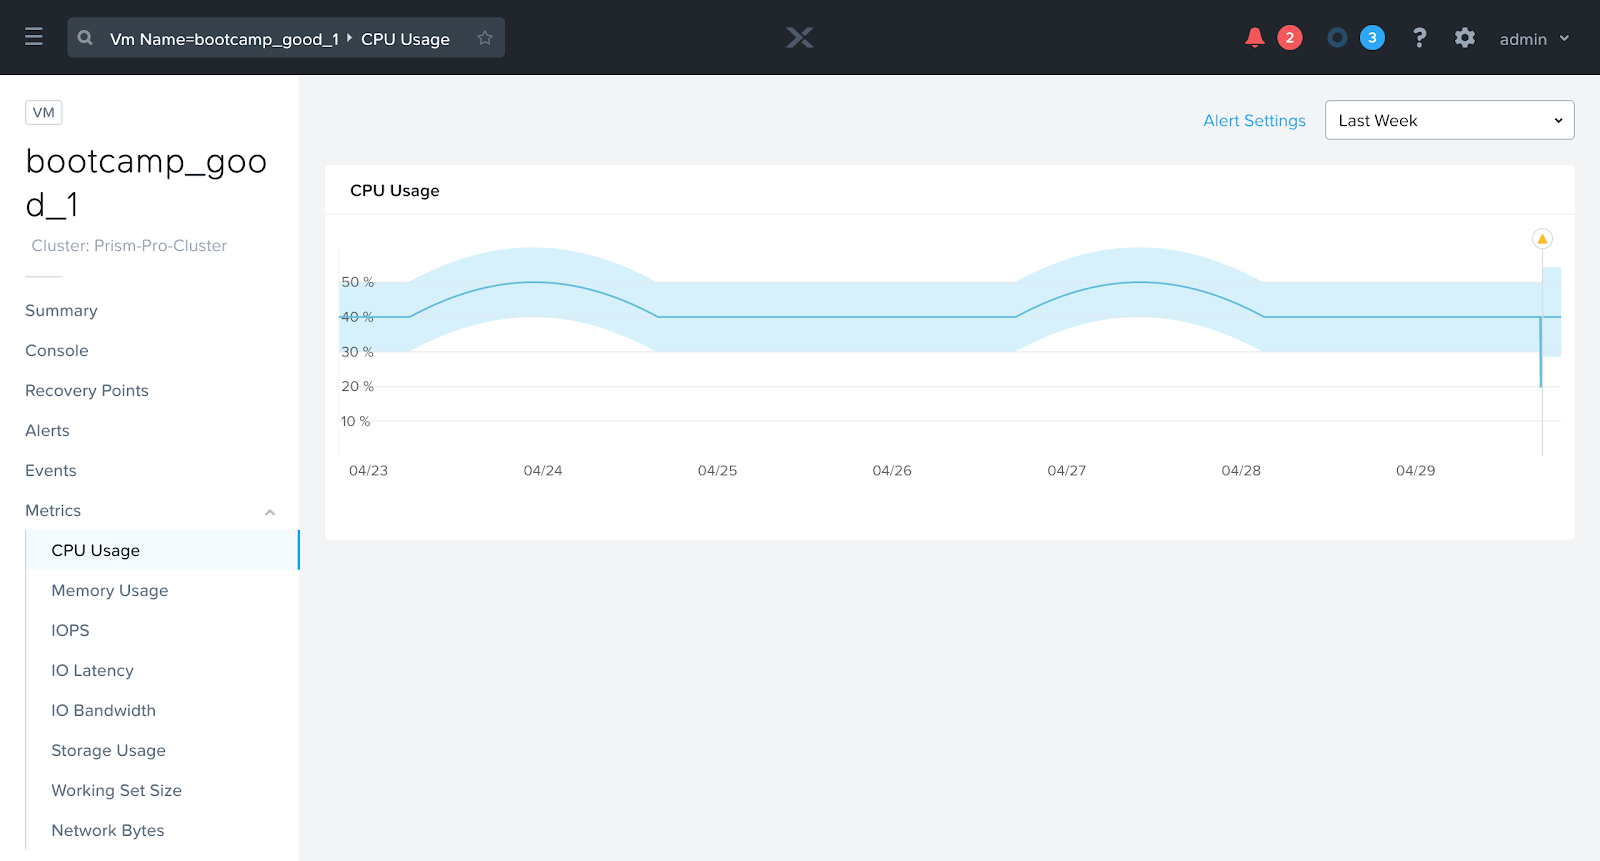 Vm Name=bootcamp_good_1 CPU Usage
2
3
?
admin
VM
bootcamp_goo
d_1
Cluster: Prism-Pro-Cluster
Summary
Console
Recovery Points
Alerts
Events
Metrics
CPU Usage
Memory Usage
IOPS
IO Latency
IO Bandwidth
Storage Usage
Working Set Size
Network Bytes
Alert Settings
Last Week
CPU Usage
50 %
40 %
30 %
20 %
10 %
04/23 04/24 04/25 04/26 04/27 04/28 04/29